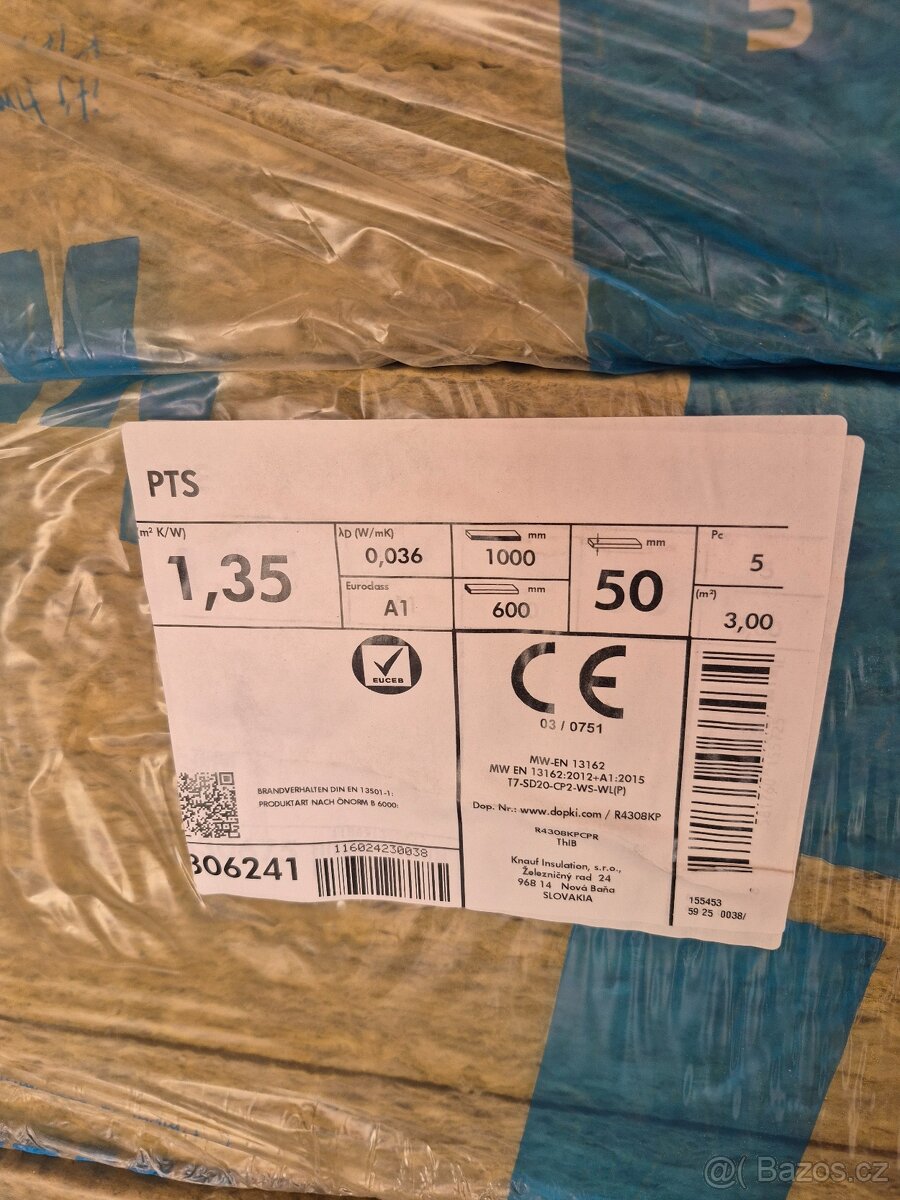 PTS
m² K/W)
1,35
λD (W/mK)
0,036
Euroclass
A1
mm
1000
mm
600
mm
50
Pc
5
(m²)
3,00
EUCEB
CE
03 / 0751
MW-EN 13162
MW EN 13162:2012+A1:2015
T7-SD20-CP2-WS-WL(P)
Dop. Nr.: www.dopki.com / R4308KP
R4308KPCPR
ThIB
Knauf Insulation, s.r.o.,
Železničný rad 24
968 14 Nová Baňa
SLOVAKIA
BRANDVERHALTEN DIN EN 13501-1:
PRODUKTART NACH ÖNORM B 6000:
116024230038
306241
155453
59 25 0038/
@( Bazos.cz